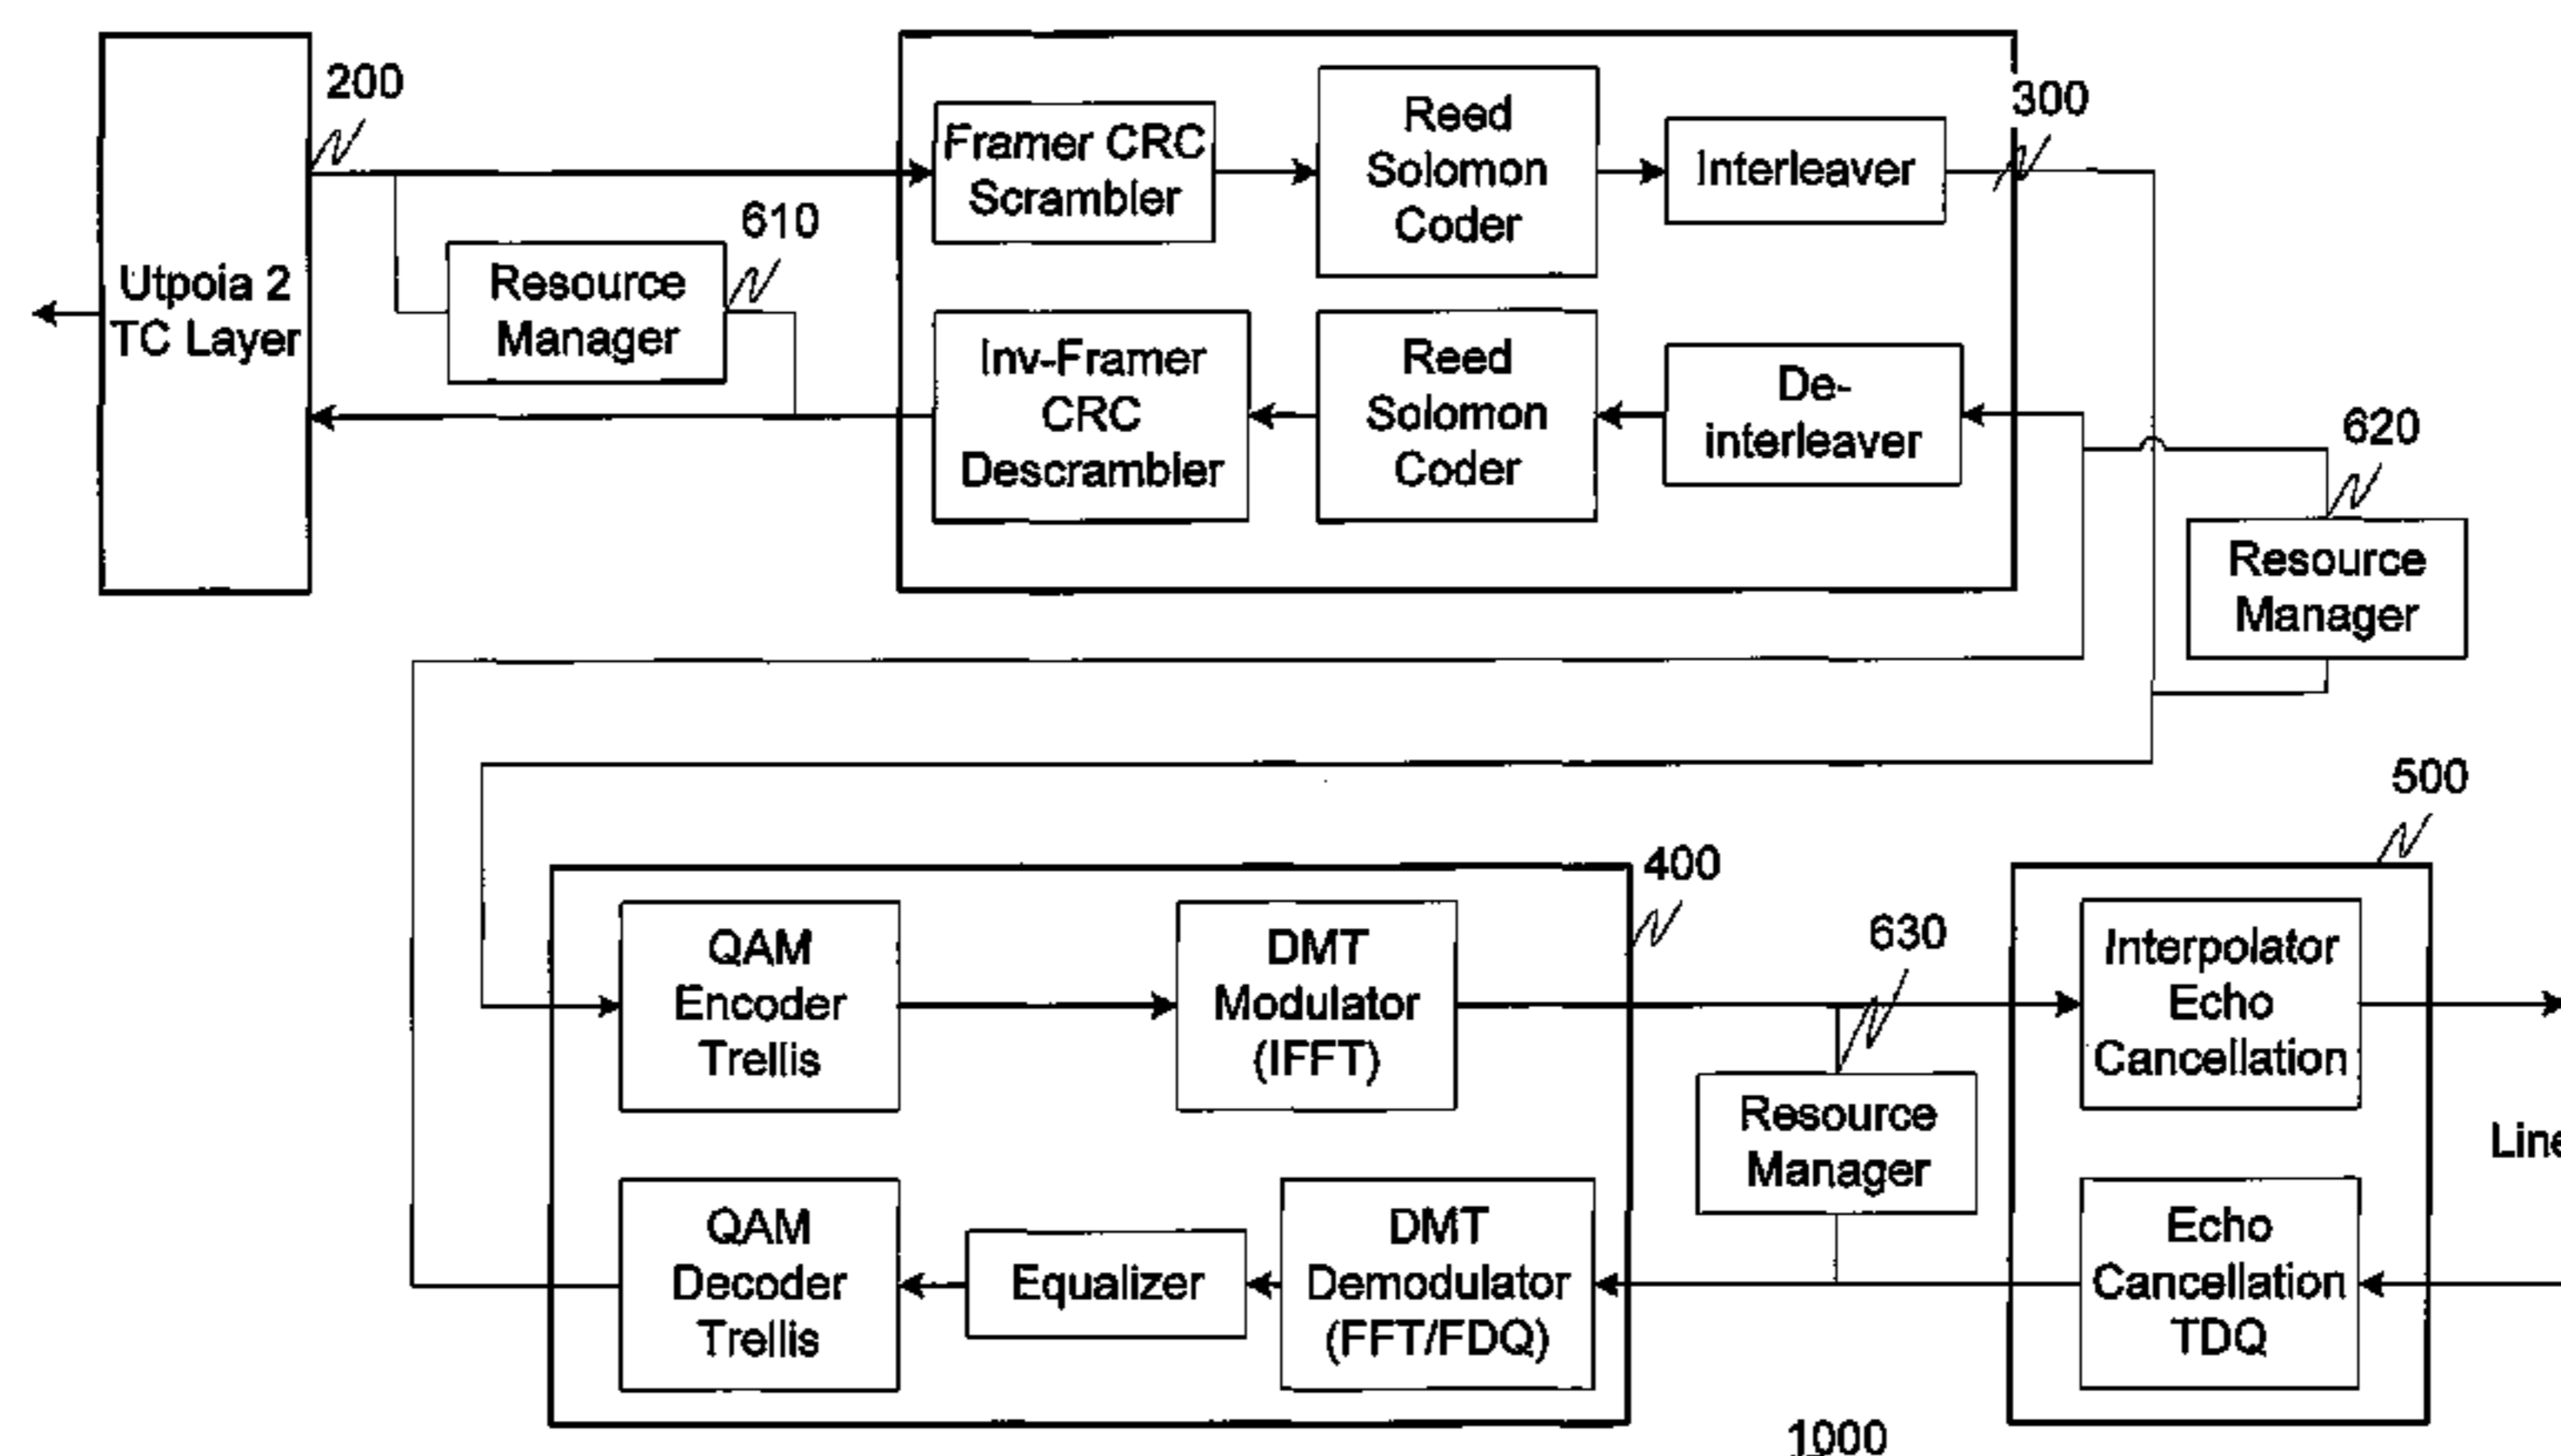 200
Utpoia 2
TC Layer
610
Resource
Manager
Framer CRC
Scrambler
Reed
Solomon
Coder
Interleaver
300
Inv-Framer
CRC
Descrambler
Reed
Solomon
Coder
De-
interleaver
620
Resource
Manager
400
QAM
Encoder
Trellis
DMT
Modulator
(IFFT)
630
Resource
Manager
500
Interpolator
Echo
Cancellation
Line
QAM
Decoder
Trellis
Equalizer
DMT
Demodulator
(FFT/FDQ)
Echo
Cancellation
TDQ
1000